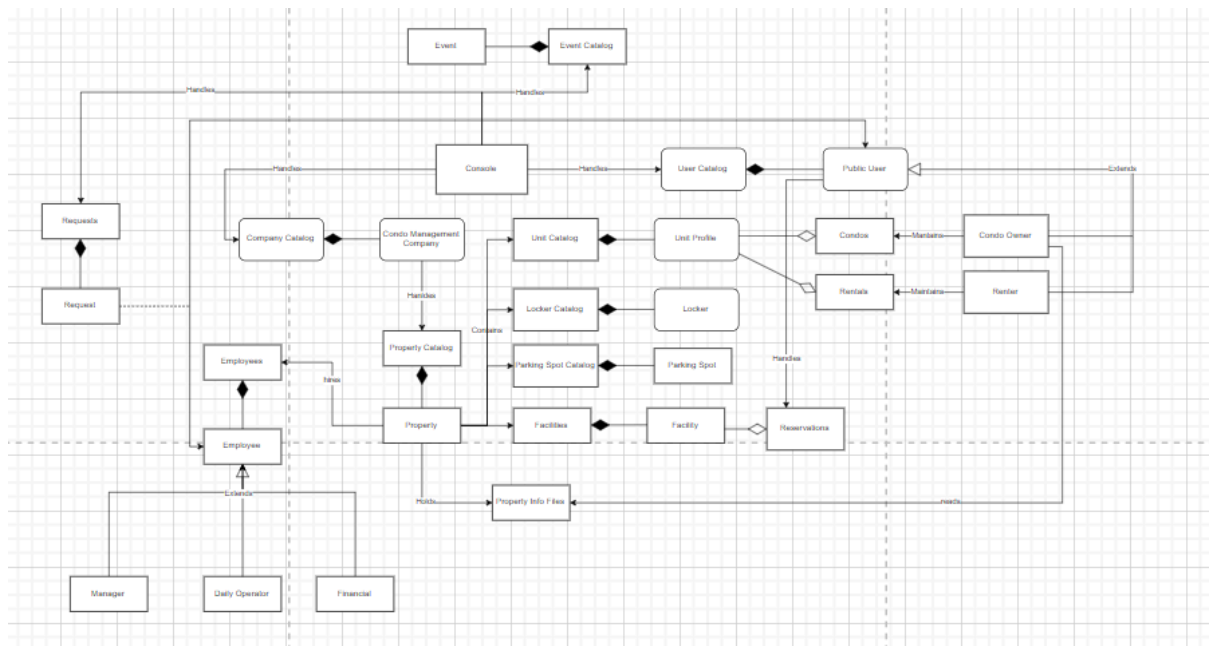 Event
Event Catalog
Handles
Handles
Console
Handles
Handles
User Catalog
Public User
Extends
Requests
Company Catalog
Condo Management
Company
Unit Catalog
Unit Profile
Condos
Maintains
Condo Owner
Request
Handles
Rentals
Maintains
Renter
Locker Catalog
Locker
Contains
Employees
hires
Property Catalog
Parking Spot Catalog
Parking Spot
Handles
Property
Facilities
Facility
Reservations
Employee
Extends
Holds
Property Info Files
Manager
Daily Operator
Financial